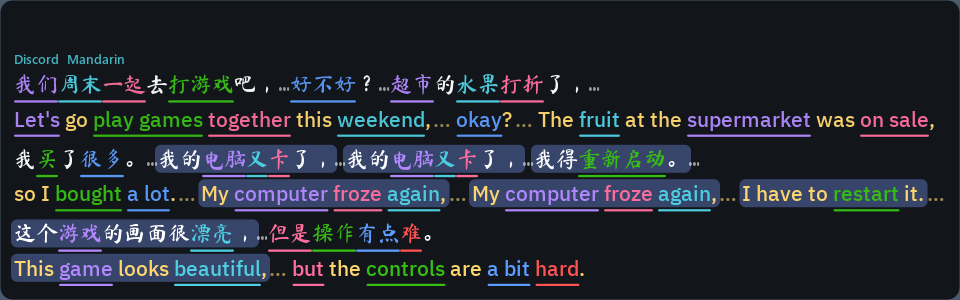 Discord Mandarin
我们周末一起去打游戏吧，…好不好？…超市的水果打折了，…
Let's go play games together this weekend,… okay?… The fruit at the supermarket was on sale,
我买了很多。…我的电脑又卡了，…我的电脑又卡了，…我得重新启动。…
so I bought a lot.… My computer froze again,… My computer froze again,… I have to restart it.…
这个游戏的画面很漂亮，…但是操作有点难。
This game looks beautiful,… but the controls are a bit hard.